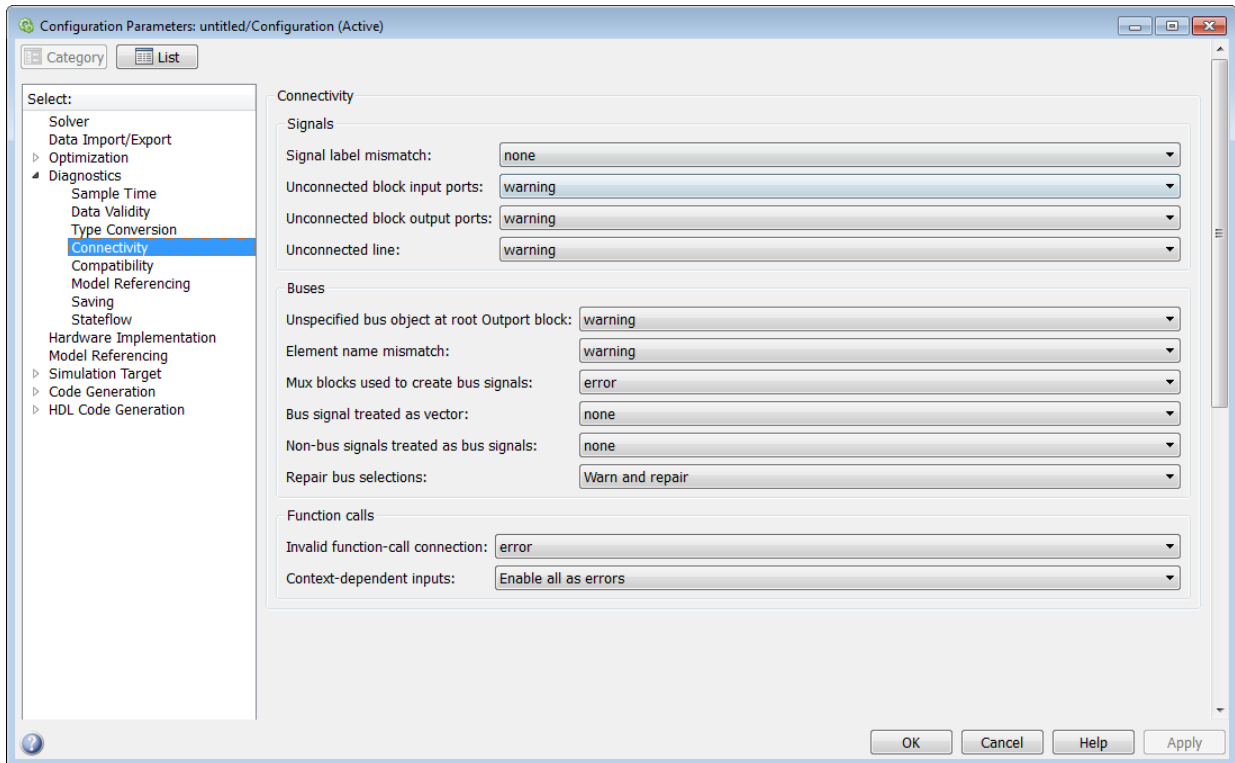 Configuration Parameters: untitled/Configuration (Active)
Category List
Select:
Solver
Data Import/Export
Optimization
Diagnostics
Sample Time
Data Validity
Type Conversion
Connectivity
Compatibility
Model Referencing
Saving
Stateflow
Hardware Implementation
Model Referencing
Simulation Target
Code Generation
HDL Code Generation
Connectivity
Signals
Signal label mismatch: none
Unconnected block input ports: warning
Unconnected block output ports: warning
Unconnected line: warning
Buses
Unspecified bus object at root Outport block: warning
Element name mismatch: warning
Mux blocks used to create bus signals: error
Bus signal treated as vector: none
Non-bus signals treated as bus signals: none
Repair bus selections: Warn and repair
Function calls
Invalid function-call connection: error
Context-dependent inputs: Enable all as errors
OK Cancel Help Apply